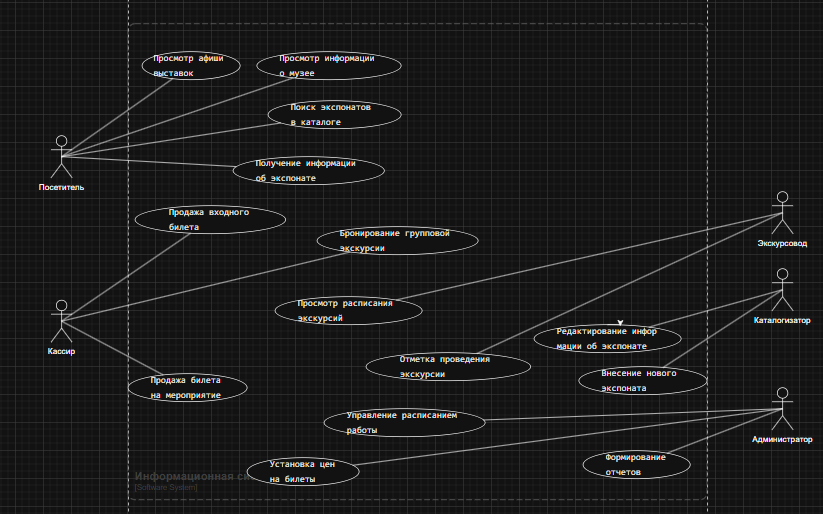 Просмотр афиши
выставок
Просмотр информации
о музее
Поиск экспонатов
в каталоге
Получение информации
об экспонате
Посетитель
Продажа входного
билета
Бронирование групповой
экскурсии
Экскурсовод
Просмотр расписания
экскурсий
Каталогизатор
Редактирование инфор
мации об экспонате
Кассир
Отметка проведения
экскурсии
Внесение нового
экспоната
Продажа билета
на мероприятие
Управление расписанием
работы
Администратор
Формирование
отчетов
Установка цен
на билеты
Информационная си
[Software System]